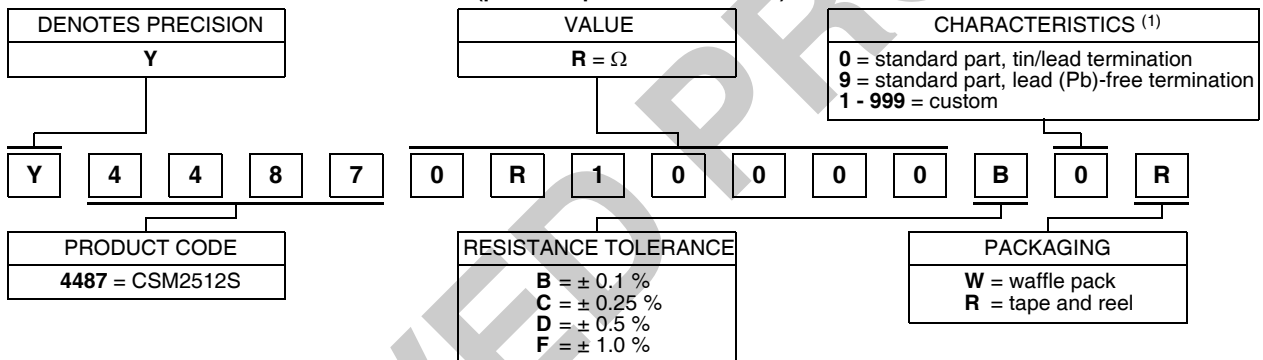 DENOTES PRECISION
Y
VALUE
R = Ω
CHARACTERISTICS (1)
0 = standard part, tin/lead termination
9 = standard part, lead (Pb)-free termination
1 - 999 = custom
Y 4 4 8 7 0 R 1 0 0 0 0 B 0 R
PRODUCT CODE
4487 = CSM2512S
RESISTANCE TOLERANCE
B = ± 0.1 %
C = ± 0.25 %
D = ± 0.5 %
F = ± 1.0 %
PACKAGING
W = waffle pack
R = tape and reel